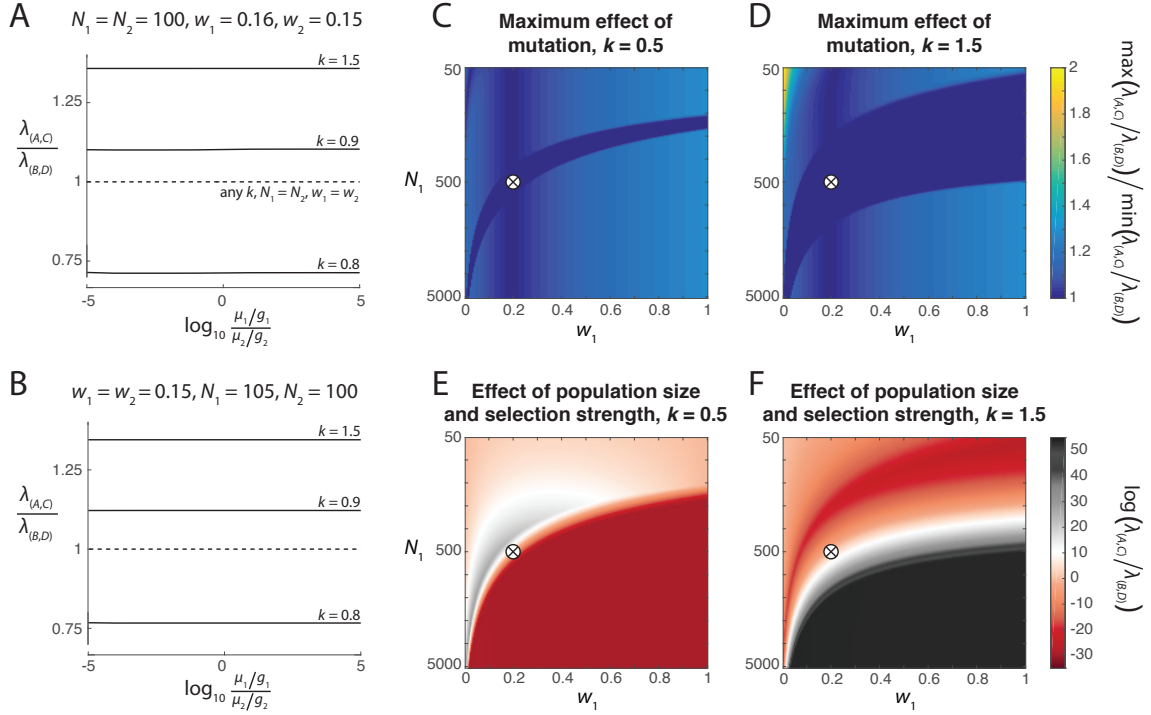 A
N1 = N2 = 100, w1 = 0.16, w2 = 0.15
k = 1.5
1.25
λ(A,C)
λ(B,D)
k = 0.9
1
any k, N1 = N2, w1 = w2
0.75
k = 0.8
-5 0 5
log10 μ1/g1
μ2/g2
B
w1 = w2 = 0.15, N1 = 105, N2 = 100
k = 1.5
1.25
λ(A,C)
λ(B,D)
k = 0.9
1
0.75
k = 0.8
-5 0 5
log10 μ1/g1
μ2/g2
C
Maximum effect of
mutation, k = 0.5
50
N1 500
5000
0 0.2 0.4 0.6 0.8 1
w1
D
Maximum effect of
mutation, k = 1.5
50
500
5000
0 0.2 0.4 0.6 0.8 1
w1
2
1.8
1.6
1.4
1.2
1
max(λ(A,C)/λ(B,D)) / min(λ(A,C)/λ(B,D))
E
Effect of population size
and selection strength, k = 0.5
50
N1 500
5000
0 0.2 0.4 0.6 0.8 1
w1
F
Effect of population size
and selection strength, k = 1.5
50
500
5000
0 0.2 0.4 0.6 0.8 1
w1
50
40
30
20
10
0
-10
-20
-30
log(λ(A,C)/λ(B,D))